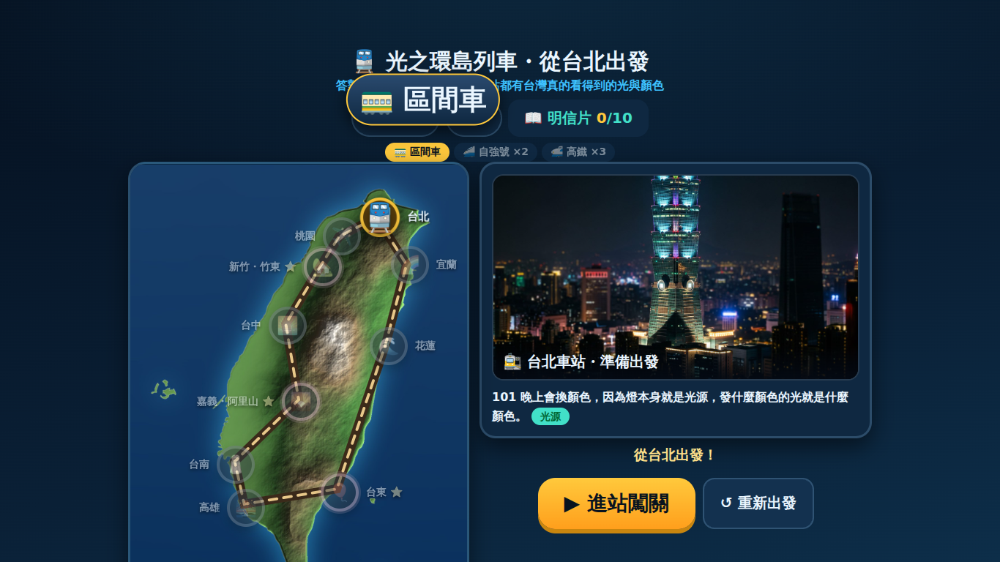 光之環島列車・從台北出發
答
站都有台灣真的看得到的光與顏色
區間車
明信片 0/10
區間車
自強號 ×2
高鐵 ×3
台北
桃園
新竹・竹東
宜蘭
台中
花蓮
嘉義・阿里山
台南
台東
高雄
台北車站・準備出發
101 晚上會換顏色，因為燈本身就是光源，發什麼顏色的光就是什麼
顏色。 光源
從台北出發！
▶ 進站闖關
↺ 重新出發